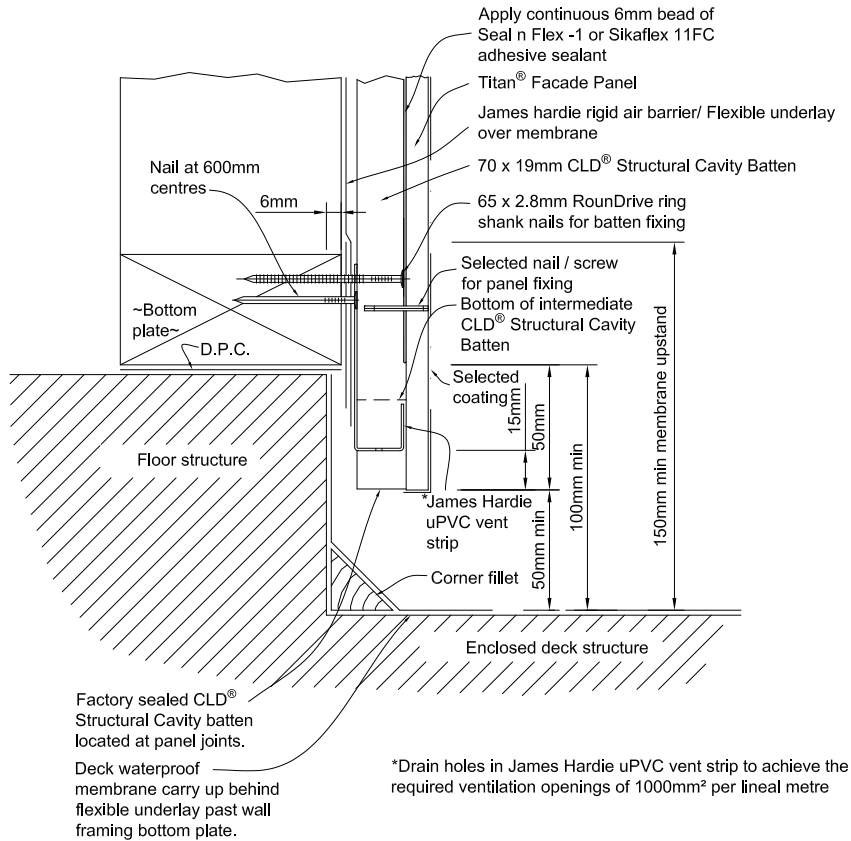 Apply continuous 6mm bead of
Seal n Flex -1 or Sikaflex 11FC
adhesive sealant
Titan® Facade Panel
James hardie rigid air barrier/ Flexible underlay
over membrane
70 x 19mm CLD® Structural Cavity Batten
Nail at 600mm
centres
6mm
65 x 2.8mm RounDrive ring
shank nails for batten fixing
Selected nail / screw
for panel fixing
Bottom of intermediate
CLD® Structural Cavity
Batten
~Bottom
plate~
D.P.C.
Selected
coating
15mm
50mm
100mm min
150mm min membrane upstand
Floor structure
*James Hardie
uPVC vent
strip
50mm min
Corner fillet
Enclosed deck structure
Factory sealed CLD®
Structural Cavity batten
located at panel joints.
Deck waterproof
membrane carry up behind
flexible underlay past wall
framing bottom plate.
*Drain holes in James Hardie uPVC vent strip to achieve the
required ventilation openings of 1000mm² per lineal metre